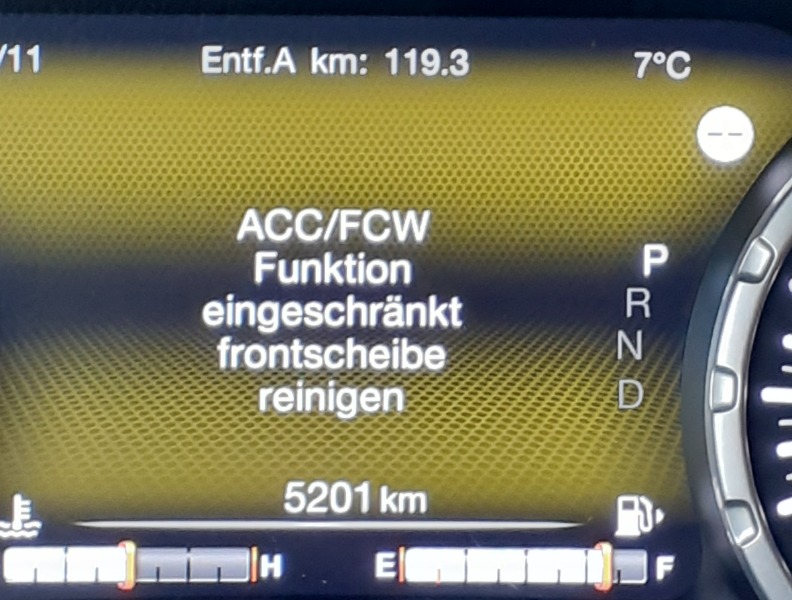 /11 Entf.A km: 119.3 7°C
ACC/FCW
Funktion
eingeschränkt
frontscheibe
reinigen
P
R
N
D
5201 km
H E F